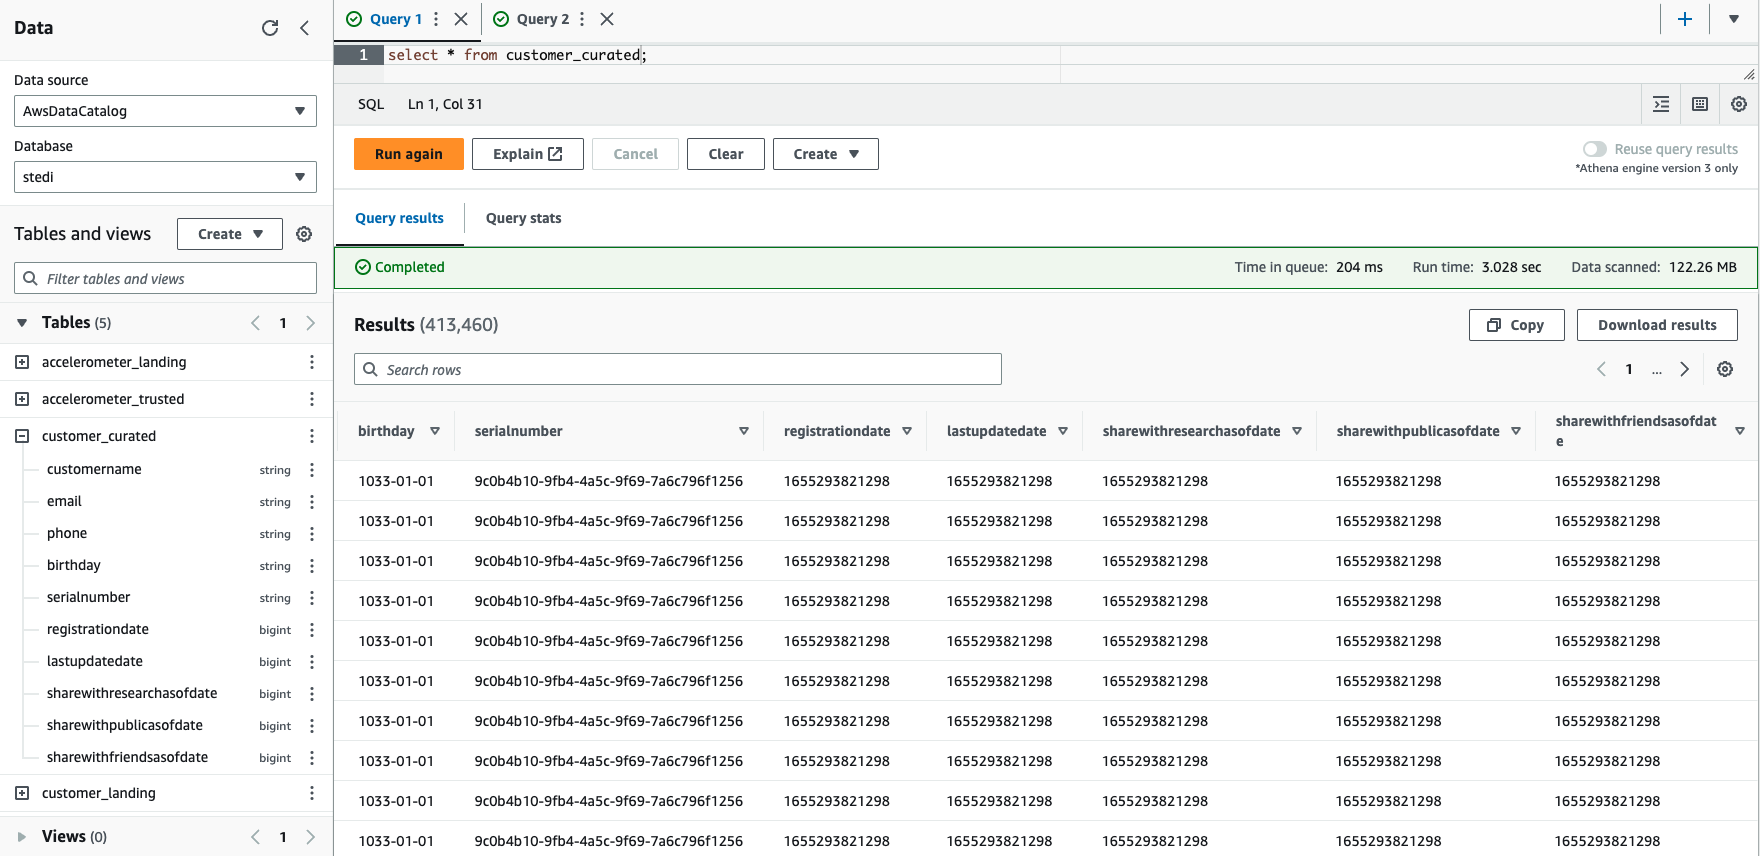 Data
Data source
AwsDataCatalog
Database
stedi
Tables and views
Create
Filter tables and views
Tables (5)
1
accelerometer_landing
accelerometer_trusted
customer_curated
customername string
email string
phone string
birthday string
serialnumber string
registrationdate bigint
lastupdatedate bigint
sharewithresearchasofdate bigint
sharewithpublicasofdate bigint
sharewithfriendsasofdate bigint
customer_landing
Views (0)
1
Query 1 Query 2
1 select * from customer_curated;
SQL Ln 1, Col 31
Run again Explain Cancel Clear Create
Reuse query results
*Athena engine version 3 only
Query results Query stats
Completed Time in queue: 204 ms Run time: 3.028 sec Data scanned: 122.26 MB
Results (413,460) Copy Download results
Search rows 1 ...
birthday serialnumber registrationdate lastupdatedate sharewithresearchasofdate sharewithpublicasofdate sharewithfriendsasofdat
e
1033-01-01 9c0b4b10-9fb4-4a5c-9f69-7a6c796f1256 1655293821298 1655293821298 1655293821298 1655293821298 1655293821298
1033-01-01 9c0b4b10-9fb4-4a5c-9f69-7a6c796f1256 1655293821298 1655293821298 1655293821298 1655293821298 1655293821298
1033-01-01 9c0b4b10-9fb4-4a5c-9f69-7a6c796f1256 1655293821298 1655293821298 1655293821298 1655293821298 1655293821298
1033-01-01 9c0b4b10-9fb4-4a5c-9f69-7a6c796f1256 1655293821298 1655293821298 1655293821298 1655293821298 1655293821298
1033-01-01 9c0b4b10-9fb4-4a5c-9f69-7a6c796f1256 1655293821298 1655293821298 1655293821298 1655293821298 1655293821298
1033-01-01 9c0b4b10-9fb4-4a5c-9f69-7a6c796f1256 1655293821298 1655293821298 1655293821298 1655293821298 1655293821298
1033-01-01 9c0b4b10-9fb4-4a5c-9f69-7a6c796f1256 1655293821298 1655293821298 1655293821298 1655293821298 1655293821298
1033-01-01 9c0b4b10-9fb4-4a5c-9f69-7a6c796f1256 1655293821298 1655293821298 1655293821298 1655293821298 1655293821298
1033-01-01 9c0b4b10-9fb4-4a5c-9f69-7a6c796f1256 1655293821298 1655293821298 1655293821298 1655293821298 1655293821298
1033-01-01 9c0b4b10-9fb4-4a5c-9f69-7a6c796f1256 1655293821298 1655293821298 1655293821298 1655293821298 1655293821298